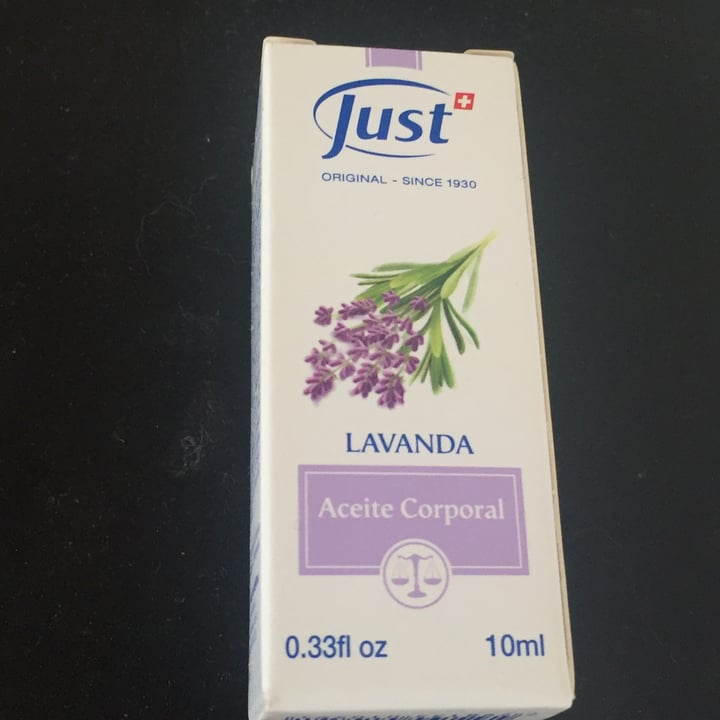 Just
ORIGINAL - SINCE 1930
LAVANDA
Aceite Corporal
0.33fl oz 10ml